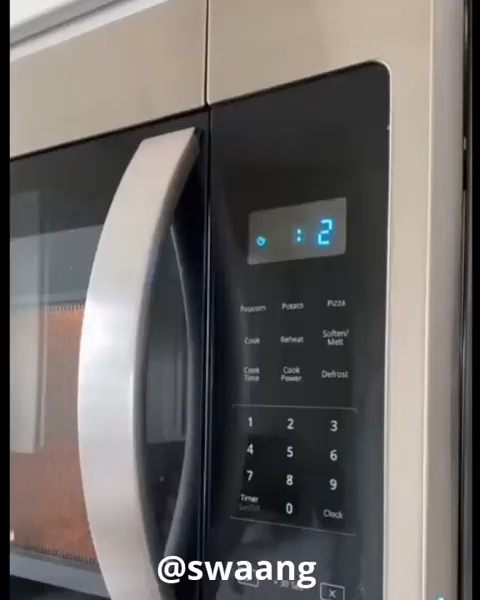 :2
Popcorn Potato Pizza
Cook Reheat Soften/
Melt
Cook
Time Cook
Power Defrost
1 2 3
4 5 6
7 8 9
Timer
0 Clock
@swaang